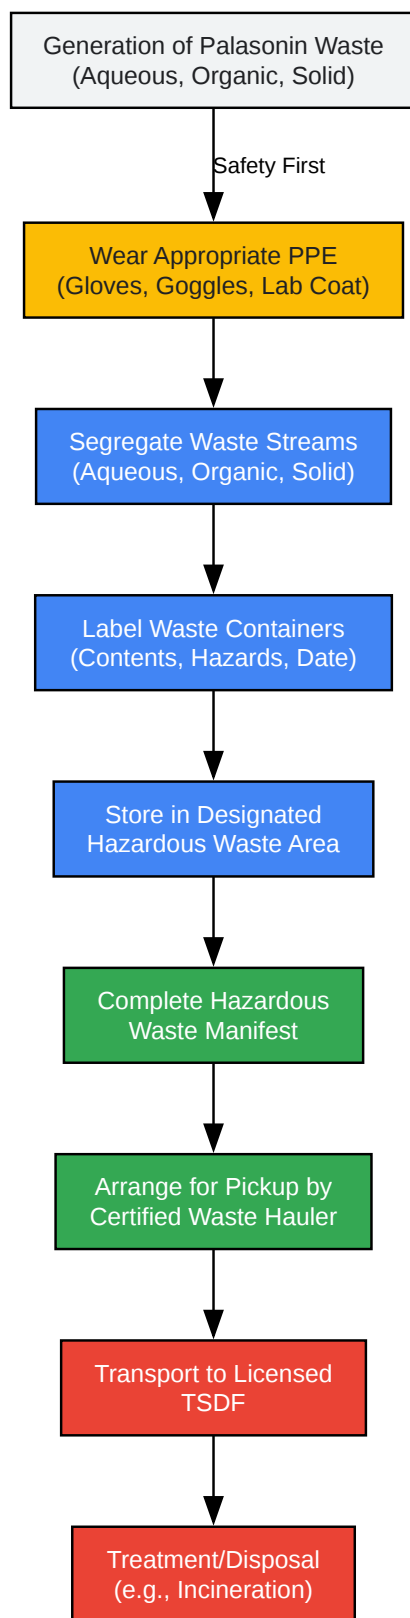 Generation of Palasonin Waste
(Aqueous, Organic, Solid)
Safety First
Wear Appropriate PPE
(Gloves, Goggles, Lab Coat)
Segregate Waste Streams
(Aqueous, Organic, Solid)
Label Waste Containers
(Contents, Hazards, Date)
Store in Designated
Hazardous Waste Area
Complete Hazardous
Waste Manifest
Arrange for Pickup by
Certified Waste Hauler
Transport to Licensed
TSDF
Treatment/Disposal
(e.g., Incineration)